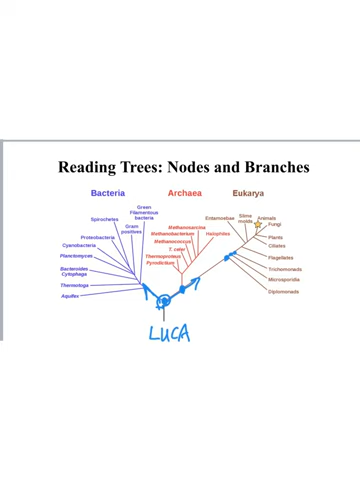 Reading Trees: Nodes and Branches
Bacteria
Archaea
Eukarya
Green
Filamentous
bacteria
Spirochetes
Gram
positives
Proteobacteria
Cyanobacteria
Planctomyces
Bacteroides
Cytophaga
Thermotoga
Aquifex
Methanosarcina
Methanobacterium
Halophiles
Methanococcus
T. celer
Thermoproteus
Pyrodicticum
Entamoebae
Slime
molds
Animals
Fungi
Plants
Ciliates
Flagellates
Trichomonads
Microsporidia
Diplomonads
LUCA